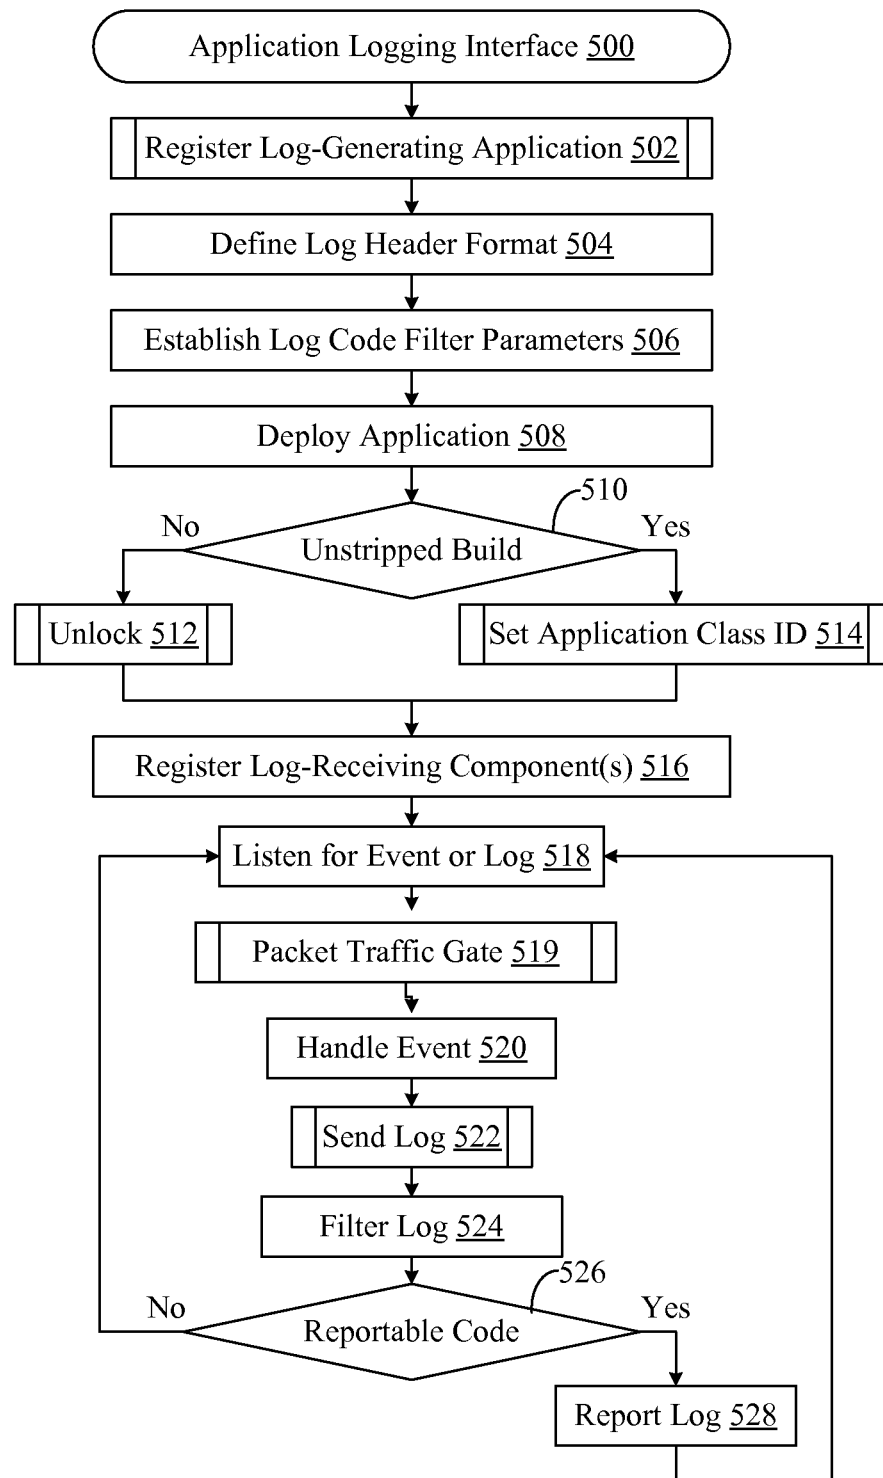 Application Logging Interface 500
Register Log-Generating Application 502
Define Log Header Format 504
Establish Log Code Filter Parameters 506
Deploy Application 508
510
No
Yes
Unstripped Build
Unlock 512
Set Application Class ID 514
Register Log-Receiving Component(s) 516
Listen for Event or Log 518
Packet Traffic Gate 519
Handle Event 520
Send Log 522
Filter Log 524
526
No
Yes
Reportable Code
Report Log 528